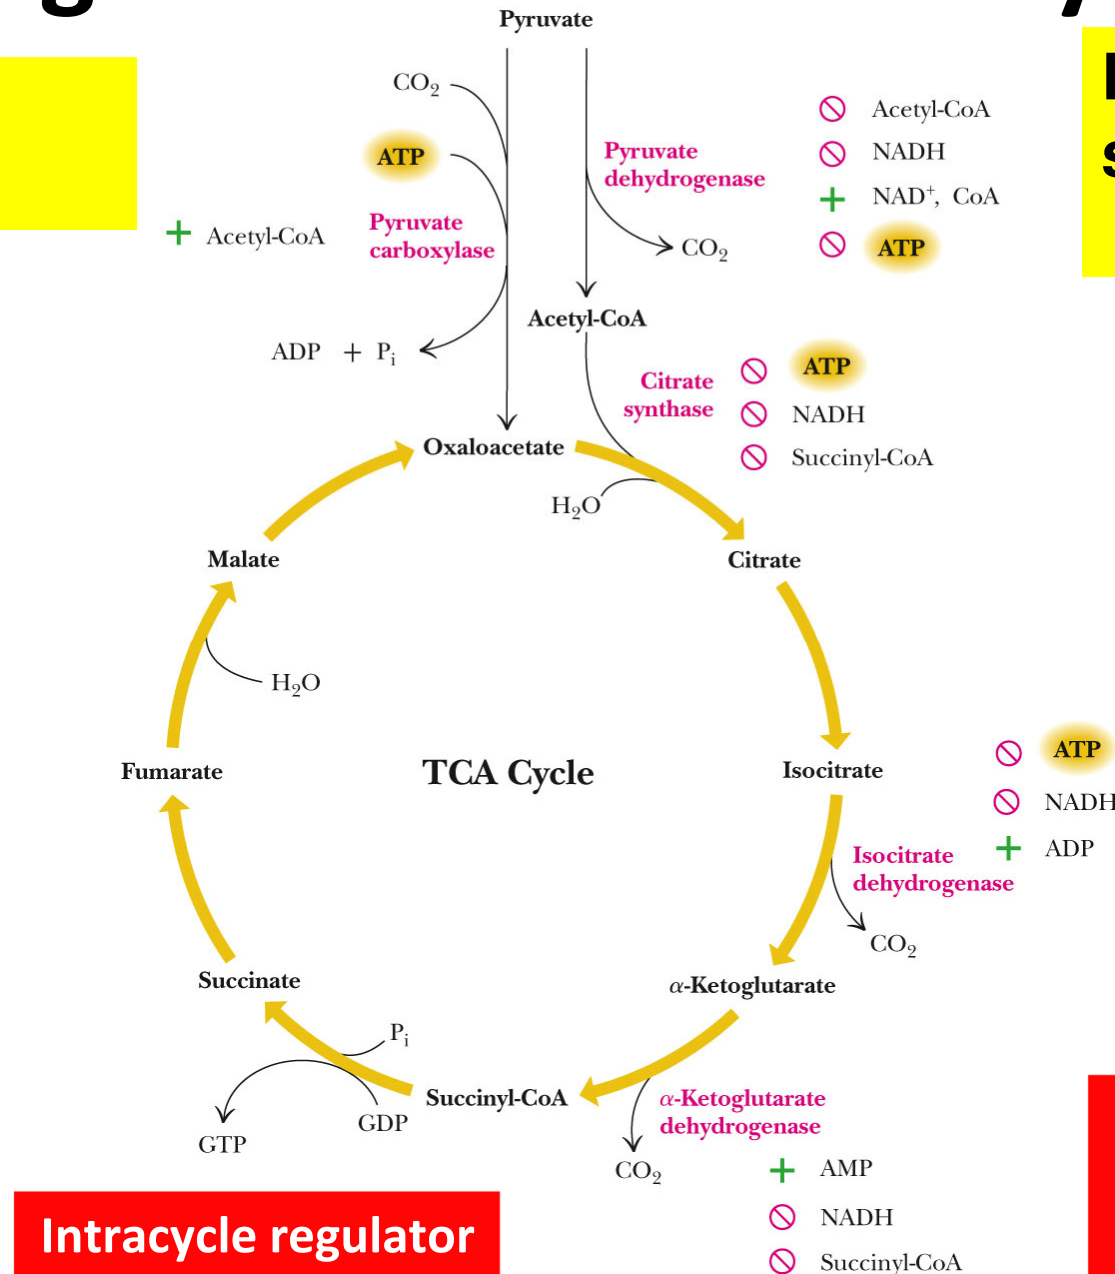 Pyruvate
CO₂
ATP
+ Acetyl-CoA
Pyruvate
carboxylase
ADP + Pᵢ
Pyruvate
dehydrogenase
CO₂
Acetyl-CoA
NADH
+ NAD⁺, CoA
ATP
Acetyl-CoA
Citrate
synthase
ATP
NADH
Succinyl-CoA
Oxaloacetate
H₂O
Malate
Citrate
H₂O
Fumarate
TCA Cycle
Isocitrate
ATP
NADH
+ ADP
Isocitrate
dehydrogenase
CO₂
Succinate
α-Ketoglutarate
Pᵢ
Succinyl-CoA
GDP
GTP
α-Ketoglutarate
dehydrogenase
CO₂
+ AMP
NADH
Succinyl-CoA
Intracycle regulator